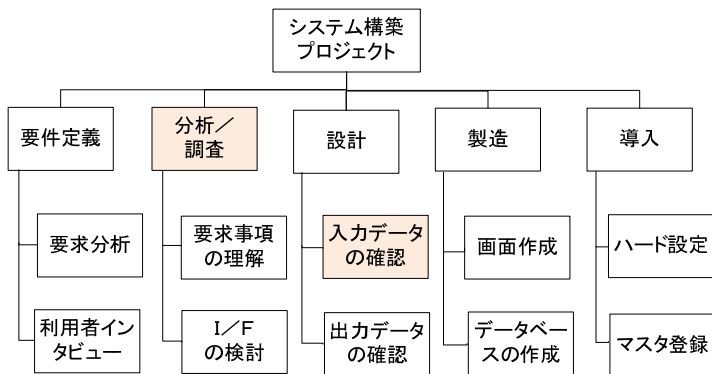 システム構築
プロジェクト
要件定義
分析／
調査
設計
製造
導入
要求分析
要求事項
の理解
入力データ
の確認
画面作成
ハード設定
利用者イン
タビュー
Ｉ／Ｆ
の検討
出力データ
の確認
データベー
スの作成
マスタ登録